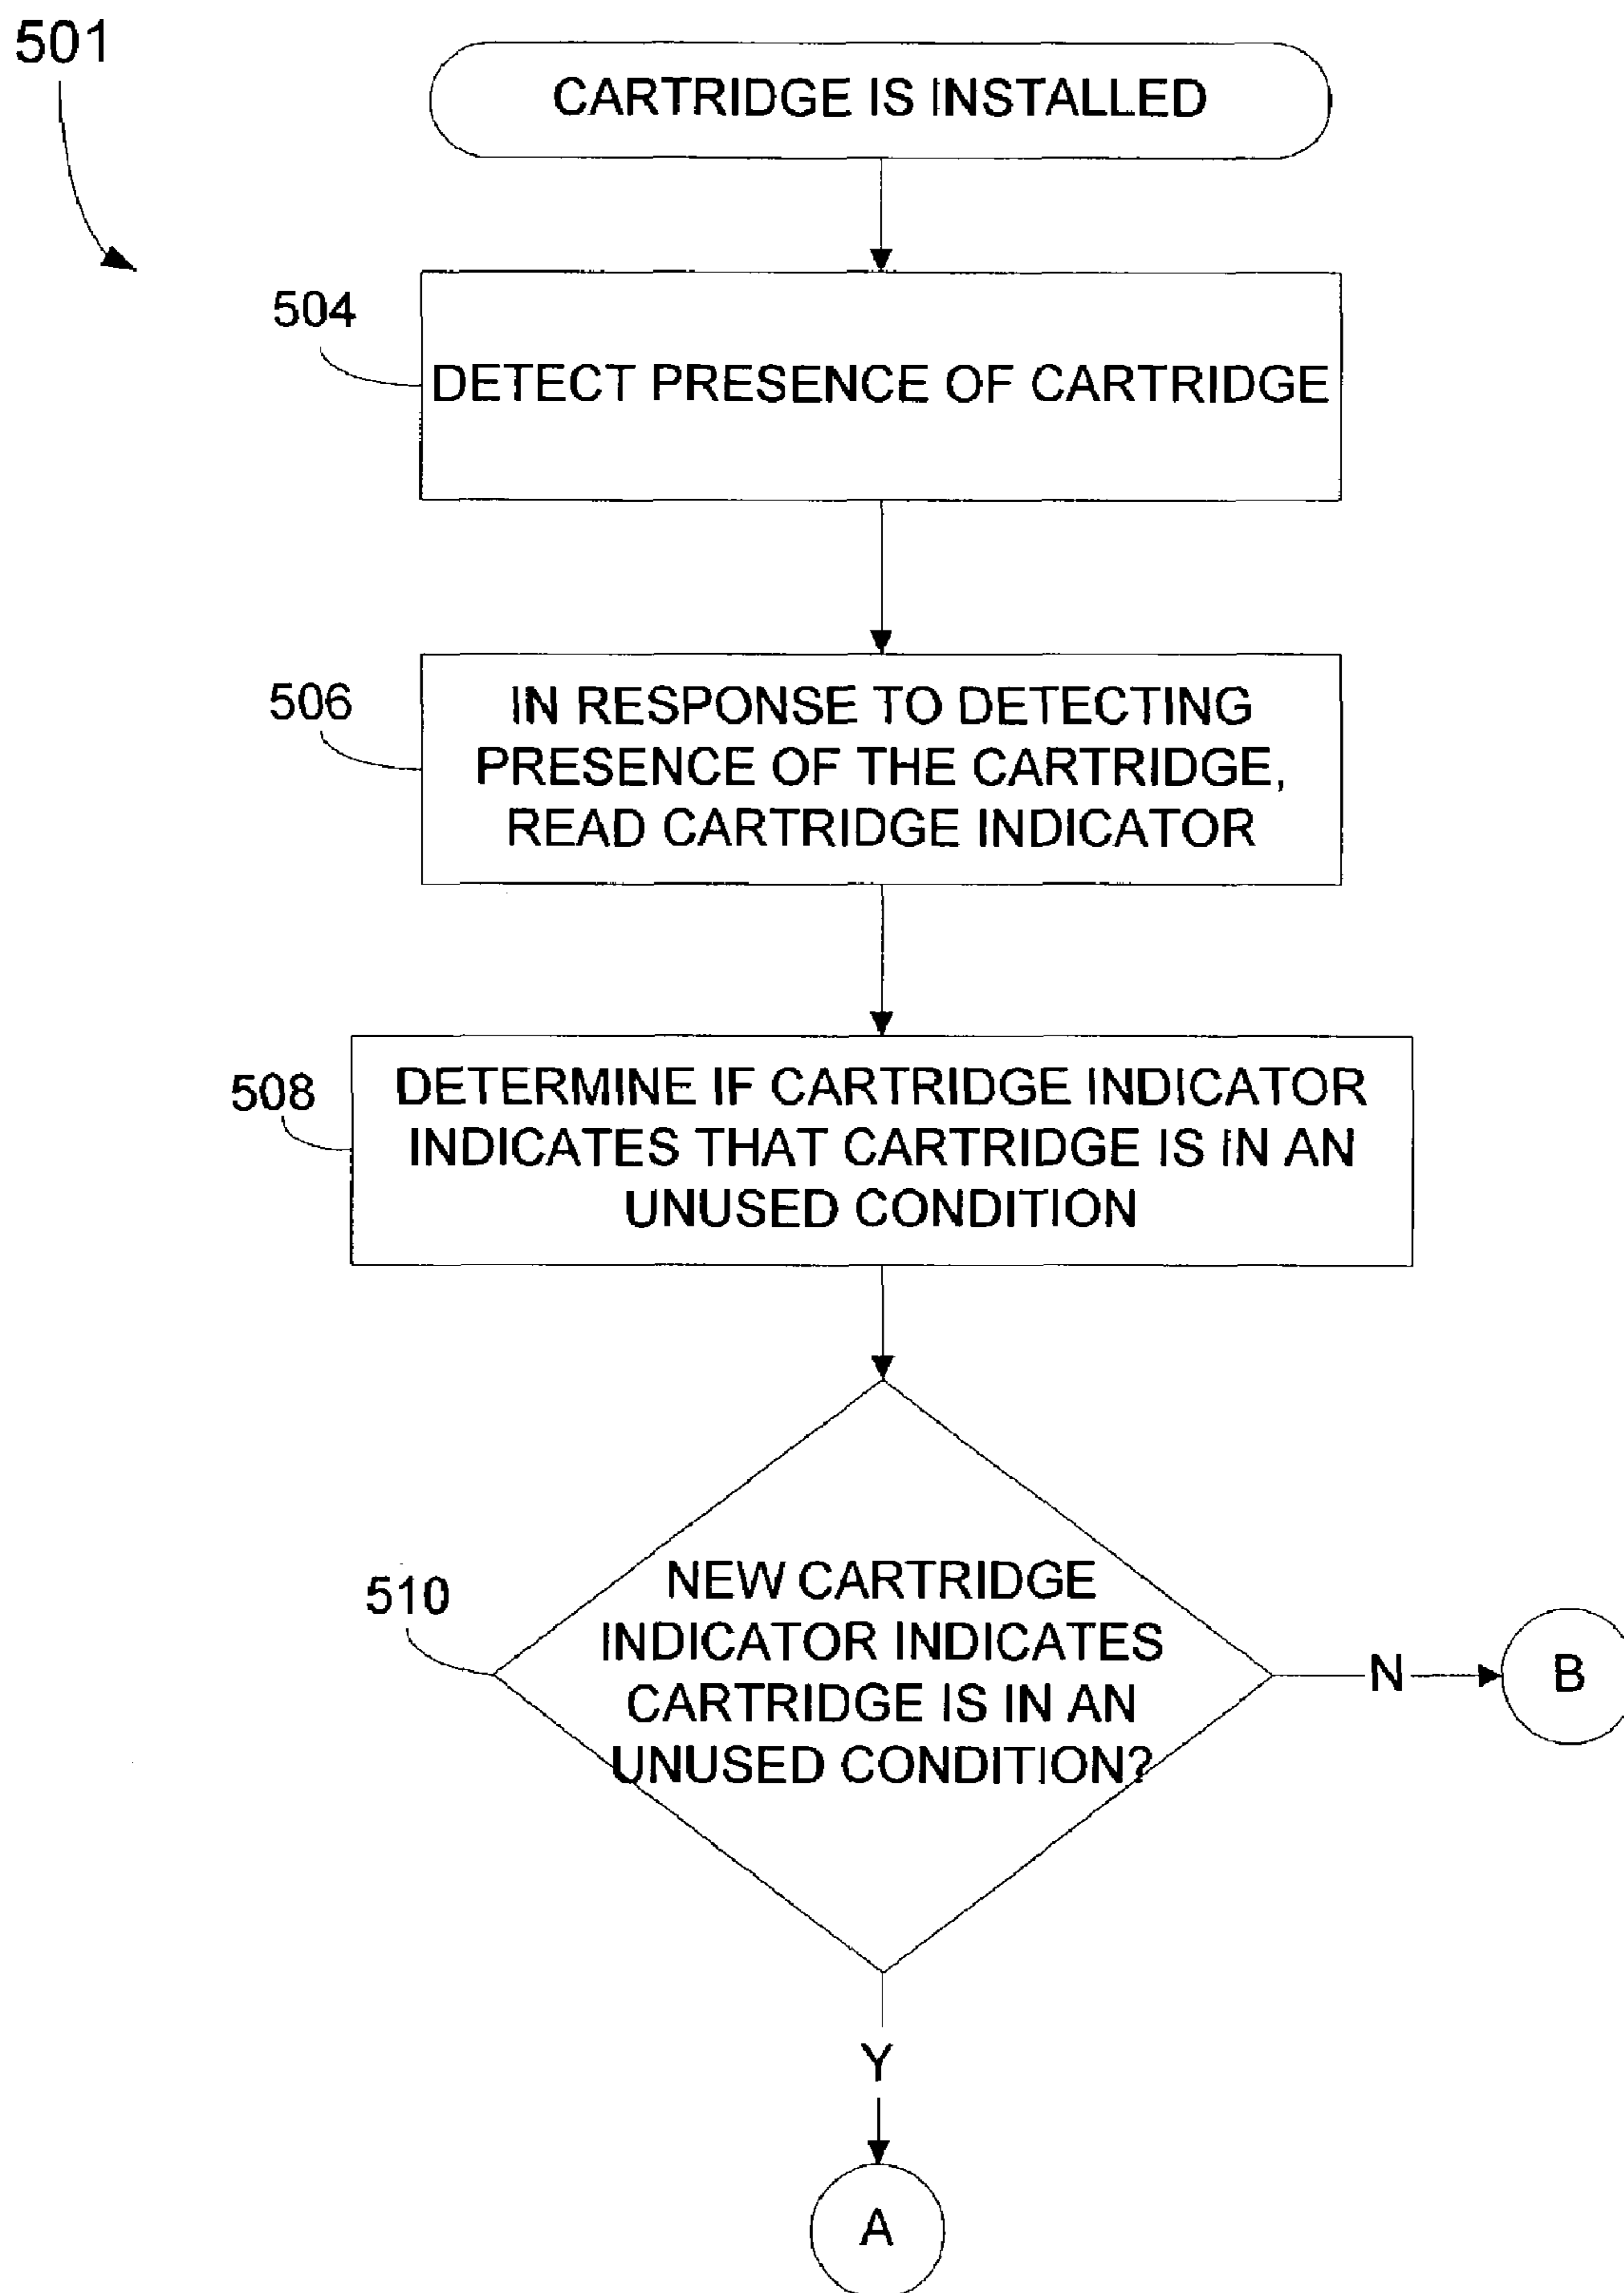 501
CARTRIDGE IS INSTALLED
504
DETECT PRESENCE OF CARTRIDGE
506
IN RESPONSE TO DETECTING
PRESENCE OF THE CARTRIDGE,
READ CARTRIDGE INDICATOR
508
DETERMINE IF CARTRIDGE INDICATOR
INDICATES THAT CARTRIDGE IS IN AN
UNUSED CONDITION
510
NEW CARTRIDGE
INDICATOR INDICATES
CARTRIDGE IS IN AN
UNUSED CONDITION?
N
B
Y
A